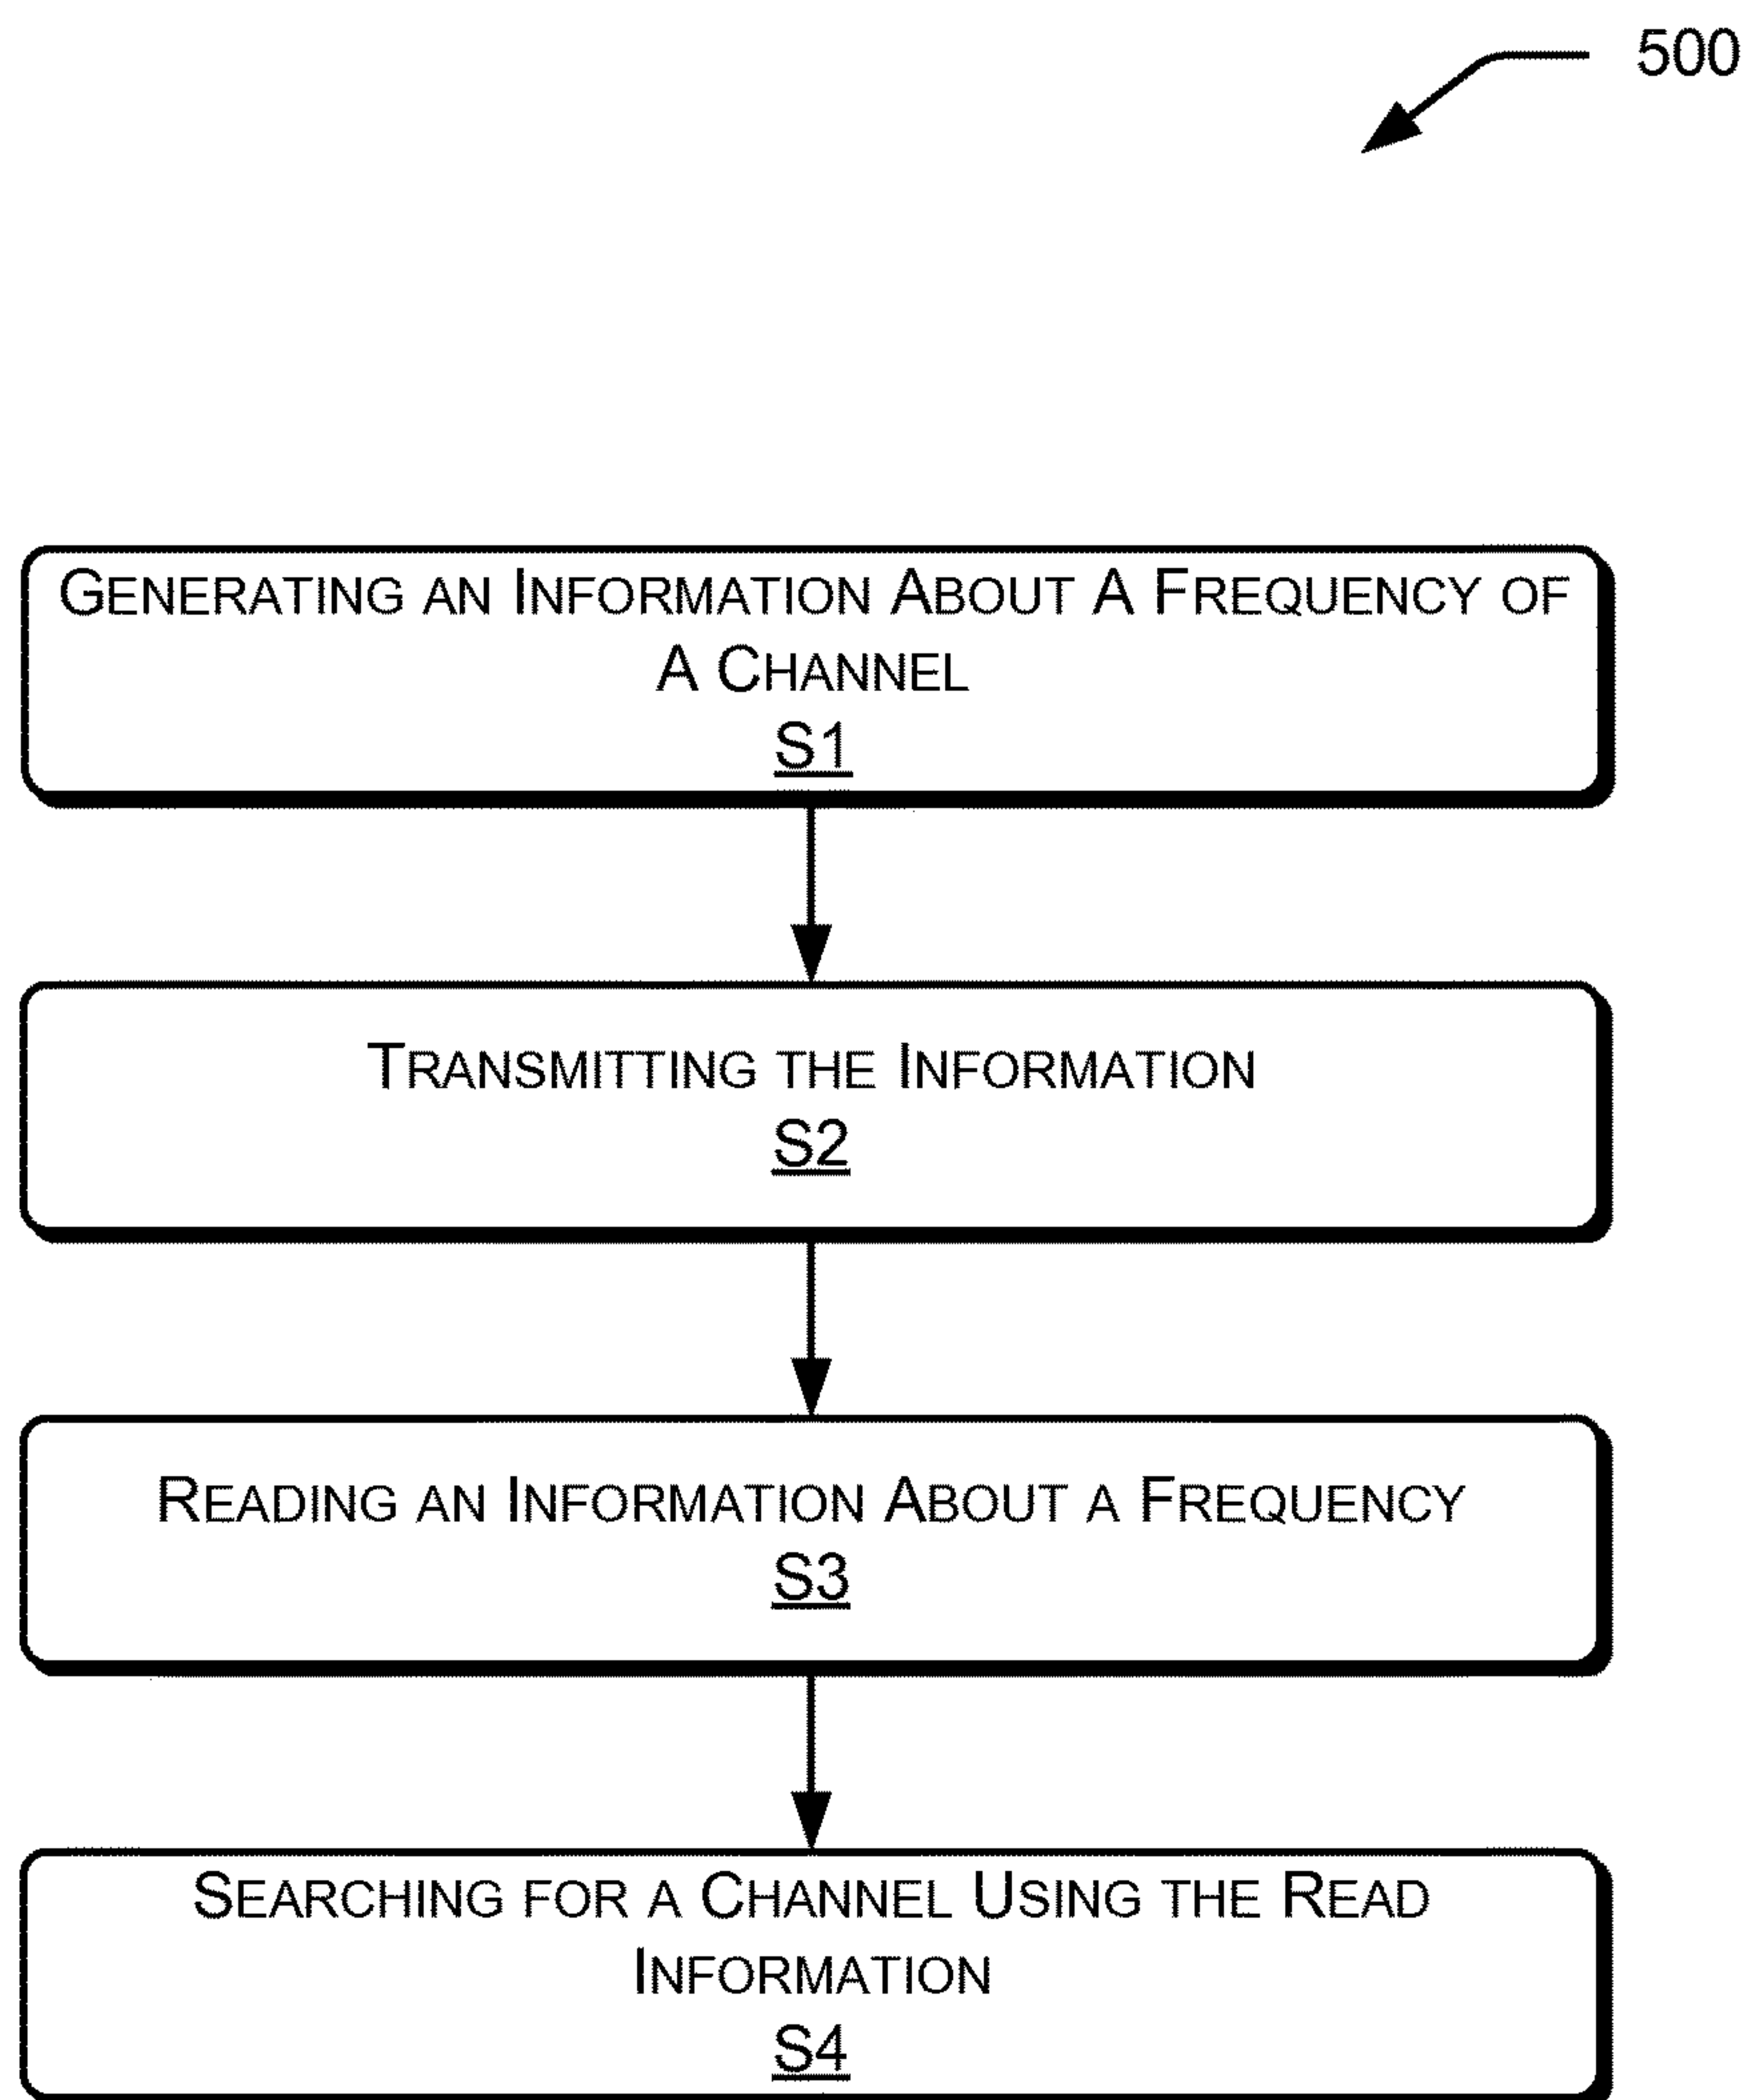 500
GENERATING AN INFORMATION ABOUT A FREQUENCY OF
A CHANNEL
S1
TRANSMITTING THE INFORMATION
S2
READING AN INFORMATION ABOUT A FREQUENCY
S3
SEARCHING FOR A CHANNEL USING THE READ
INFORMATION
S4